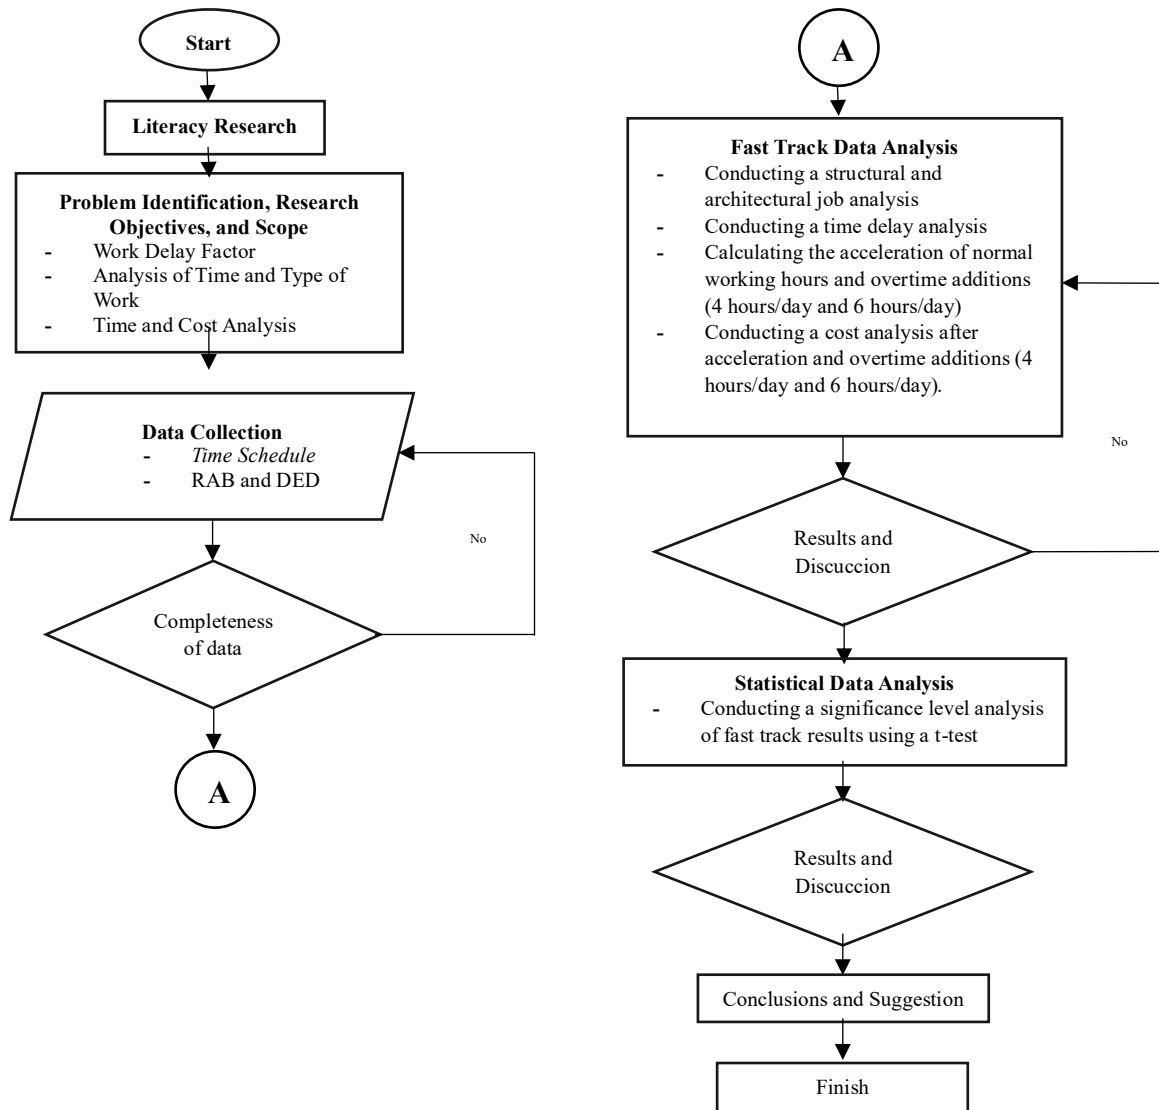 Start
Literacy Research
Problem Identification, Research
Objectives, and Scope
- Work Delay Factor
- Analysis of Time and Type of
Work
- Time and Cost Analysis
Data Collection
- Time Schedule
- RAB and DED
No
Completeness
of data
A
A
Fast Track Data Analysis
- Conducting a structural and
architectural job analysis
- Conducting a time delay analysis
- Calculating the acceleration of normal
working hours and overtime additions
(4 hours/day and 6 hours/day)
- Conducting a cost analysis after
acceleration and overtime additions (4
hours/day and 6 hours/day).
No
Results and
Discuccion
Statistical Data Analysis
- Conducting a significance level analysis
of fast track results using a t-test
Results and
Discuccion
Conclusions and Suggestion
Finish